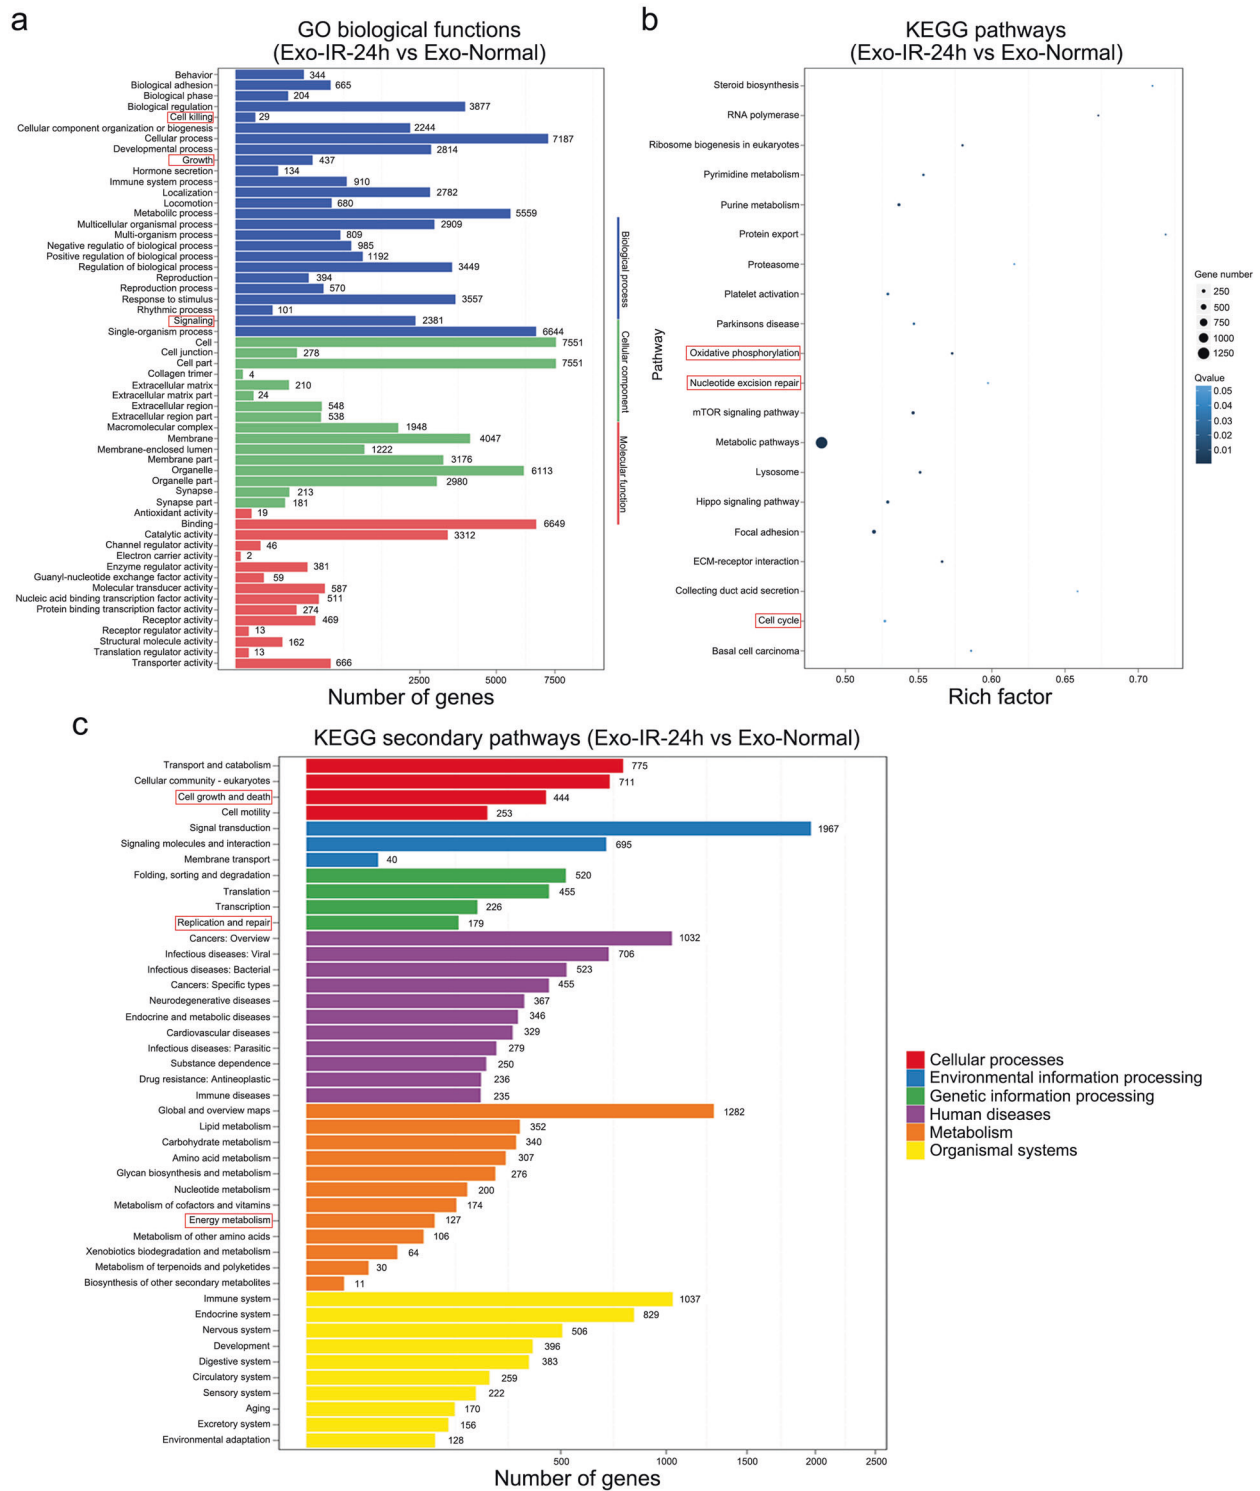 a
GO biological functions
(Exo-IR-24h vs Exo-Normal)
Behavior 344
Biological adhesion 665
Biological phase 204
Biological regulation 3877
Cell killing 29
Cellular component organization or biogenesis 2244
Cellular process 7187
Developmental process 2814
Growth 437
Hormone secretion 134
Immune system process 910
Localization 2782
Locomotion 680
Metabolilc process 5559
Multicellular organismal process 2909
Multi-organism process 809
Negative regulatio of biological process 985
Positive regulation of biological process 1192
Regulation of biological process 3449
Reproduction 394
Reproduction process 570
Response to stimulus 3557
Rhythmic process 101
Signaling 2381
Single-organism process 6644
Cell 7551
Cell junction 278
Cell part 7551
Collagen trimer 4
Extracellular matrix 210
Extracellular matrix part 24
Extracellular region 548
Extracellular region part 538
Macromolecular complex 1948
Membrane 4047
Membrane-enclosed lumen 1222
Membrane part 3176
Organelle 6113
Organelle part 2980
Synapse 213
Synapse part 181
Antioxidant activity 19
Binding 6649
Catalytic activity 3312
Channel regulator activity 46
Electron carrier activity 2
Enzyme regulator activity 381
Guanyl-nucleotide exchange factor activity 59
Molecular transducer activity 587
Nucleic acid binding transcription factor activity 511
Protein binding transcription factor activity 274
Receptor activity 469
Receptor regulator activity 13
Structural molecule activity 162
Translation regulator activity 13
Transporter activity 666
2500 5000 7500
Number of genes
Biological process
Cellular component
Molecular function
b
KEGG pathways
(Exo-IR-24h vs Exo-Normal)
Pathway
Steroid biosynthesis
RNA polymerase
Ribosome biogenesis in eukaryotes
Pyrimidine metabolism
Purine metabolism
Protein export
Proteasome
Platelet activation
Parkinsons disease
Oxidative phosphorylation
Nucleotide excision repair
mTOR signaling pathway
Metabolic pathways
Lysosome
Hippo signaling pathway
Focal adhesion
ECM-receptor interaction
Collecting duct acid secretion
Cell cycle
Basal cell carcinoma
0.50 0.55 0.60 0.65 0.70
Rich factor
Gene number
250
500
750
1000
1250
Qvalue
0.05
0.04
0.03
0.02
0.01
c
KEGG secondary pathways (Exo-IR-24h vs Exo-Normal)
Transport and catabolism 775
Cellular community - eukaryotes 711
Cell growth and death 444
Cell motility 253
Signal transduction 1967
Signaling molecules and interaction 695
Membrane transport 40
Folding, sorting and degradation 520
Translation 455
Transcription 226
Replication and repair 179
Cancers: Overview 1032
Infectious diseases: Viral 706
Infectious diseases: Bacterial 523
Cancers: Specific types 455
Neurodegenerative diseases 367
Endocrine and metabolic diseases 346
Cardiovascular diseases 329
Infectious diseases: Parasitic 279
Substance dependence 250
Drug resistance: Antineoplastic 236
Immune diseases 235
Global and overview maps 1282
Lipid metabolism 352
Carbohydrate metabolism 340
Amino acid metabolism 307
Glycan biosynthesis and metabolism 276
Nucleotide metabolism 200
Metabolism of cofactors and vitamins 174
Energy metabolism 127
Metabolism of other amino acids 106
Xenobiotics biodegradation and metabolism 64
Metabolism of terpenoids and polyketides 30
Biosynthesis of other secondary metabolites 11
Immune system 1037
Endocrine system 829
Nervous system 506
Development 396
Digestive system 383
Circulatory system 259
Sensory system 222
Aging 170
Excretory system 156
Environmental adaptation 128
500 1000 1500 2000 2500
Number of genes
Cellular processes
Environmental information processing
Genetic information processing
Human diseases
Metabolism
Organismal systems